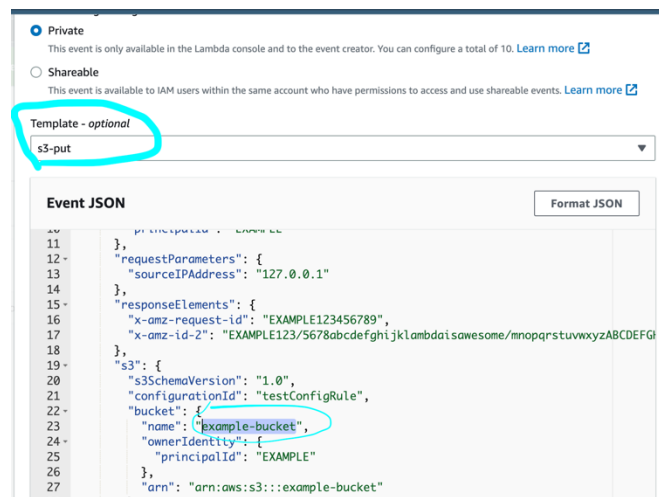 Private
This event is only available in the Lambda console and to the event creator. You can configure a total of 10. Learn more
Shareable
This event is available to IAM users within the same account who have permissions to access and use shareable events. Learn more
Template - optional
s3-put
Event JSON
Format JSON
11 },
12 "requestParameters": {
13 "sourceIPAddress": "127.0.0.1"
14 },
15 "responseElements": {
16 "x-amz-request-id": "EXAMPLE123456789",
17 "x-amz-id-2": "EXAMPLE123/5678abcdefghijklambdaisawesome/mnopqrstuvwxyzABCDEFGH
18 },
19 "s3": {
20 "s3SchemaVersion": "1.0",
21 "configurationId": "testConfigRule",
22 "bucket": {
23 "name": "example-bucket",
24 "ownerIdentity": {
25 "principalId": "EXAMPLE"
26 },
27 "arn": "arn:aws:s3:::example-bucket"